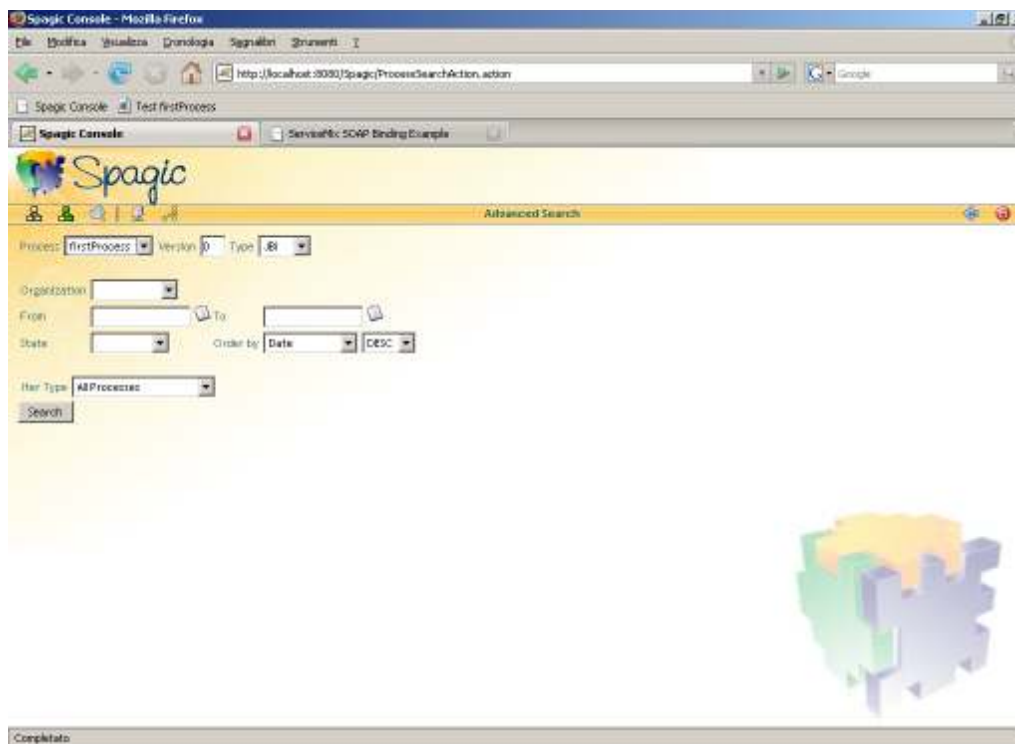 Spagic Console - Mozilla Firefox
File Modifica Visualizza Cronologia Segnalibri Strumenti ?
http://localhost:8080/Spagic/ProcessSearchAction.action
Google
Spagic Console Test firstProcess
Spagic Console ServiceMix SOAP Binding Example
Spagic
Advanced Search
Process firstProcess Version 0 Type JBI
Organization
From To
State Order by Date DESC
Iter Type All Processes
Search
Completato